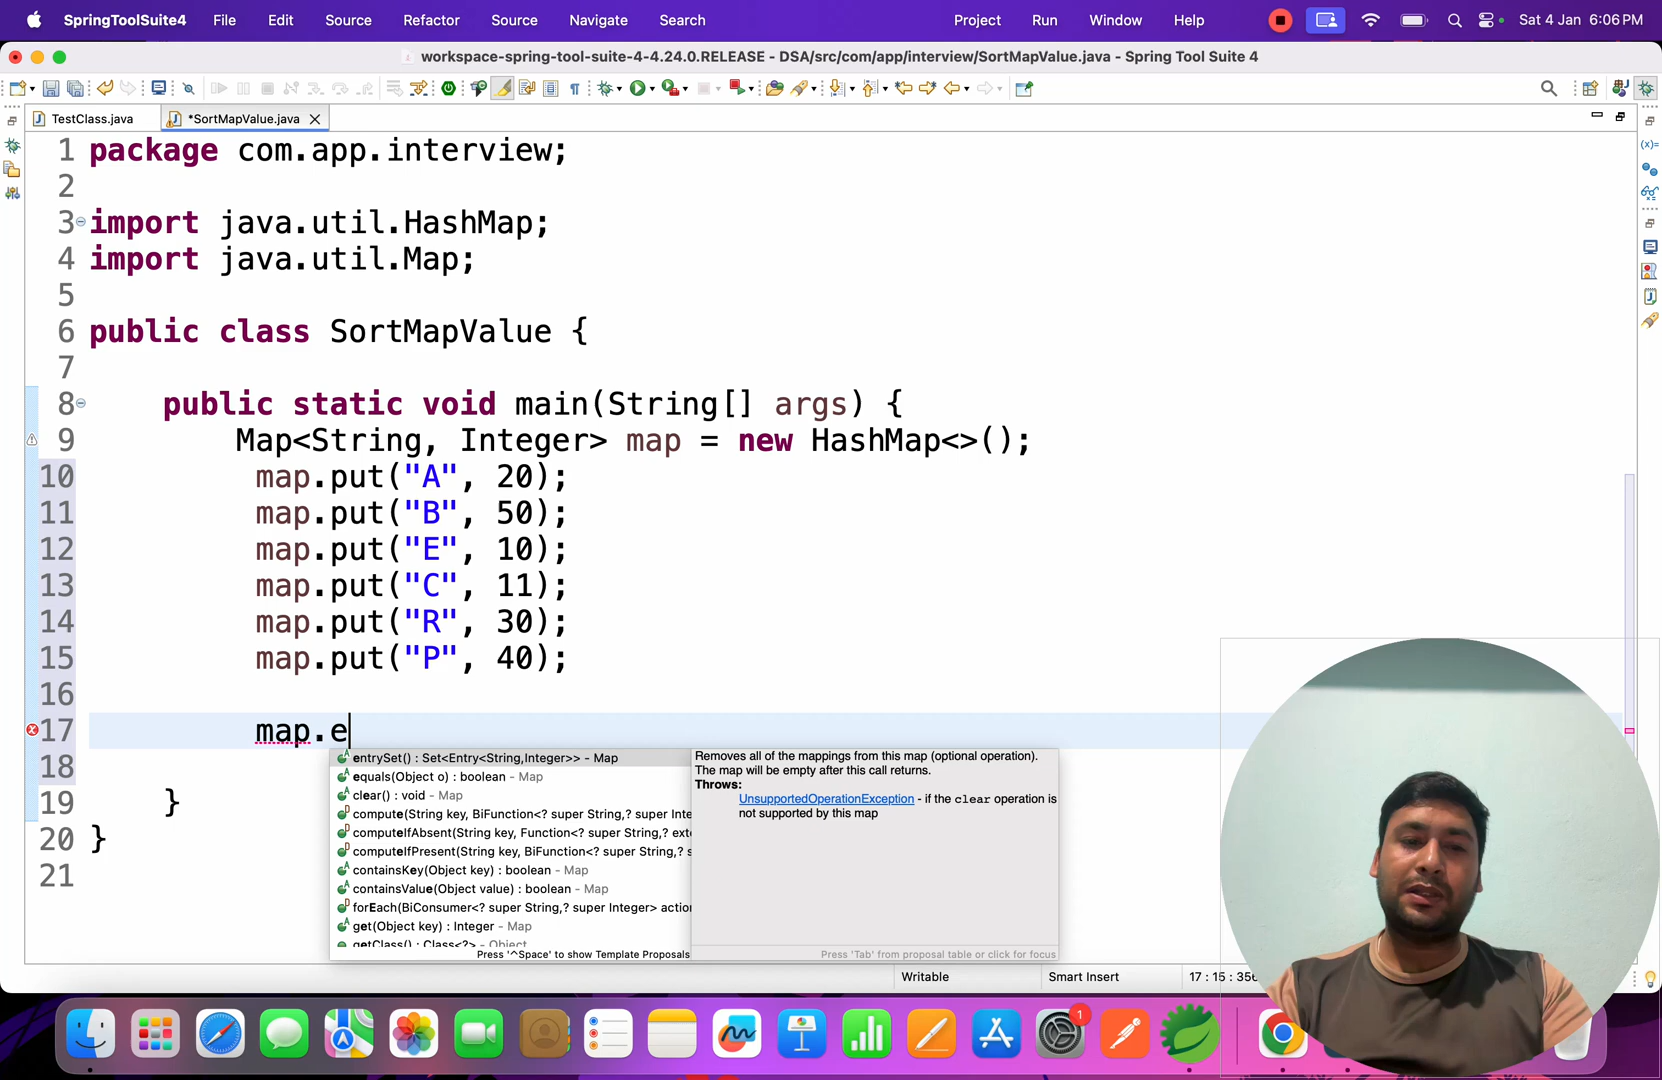 SpringToolSuite4 File Edit Source Refactor Source Navigate Search Project Run Window Help Sat 4 Jan 6:06 PM
workspace-spring-tool-suite-4-4.24.0.RELEASE - DSA/src/com/app/interview/SortMapValue.java - Spring Tool Suite 4
TestClass.java *SortMapValue.java
1 package com.app.interview;
2
3 import java.util.HashMap;
4 import java.util.Map;
5
6 public class SortMapValue {
7
8 public static void main(String[] args) {
9 Map<String, Integer> map = new HashMap<>();
10 map.put("A", 20);
11 map.put("B", 50);
12 map.put("E", 10);
13 map.put("C", 11);
14 map.put("R", 30);
15 map.put("P", 40);
16
17 map.e
18
19 }
20 }
21
entrySet() : Set<Entry<String,Integer>> - Map
equals(Object o) : boolean - Map
clear() : void - Map
compute(String key, BiFunction<? super String,? super Inte
computeIfAbsent(String key, Function<? super String,? exte
computeIfPresent(String key, BiFunction<? super String,? s
containsKey(Object key) : boolean - Map
containsValue(Object value) : boolean - Map
forEach(BiConsumer<? super String,? super Integer> action
get(Object key) : Integer - Map
getClass() : Class<?> - Object
Press '^Space' to show Template Proposals
Removes all of the mappings from this map (optional operation).
The map will be empty after this call returns.
Throws:
UnsupportedOperationException - if the clear operation is
not supported by this map
Press 'Tab' from proposal table or click for focus
Writable Smart Insert 17 : 15 : 356
1